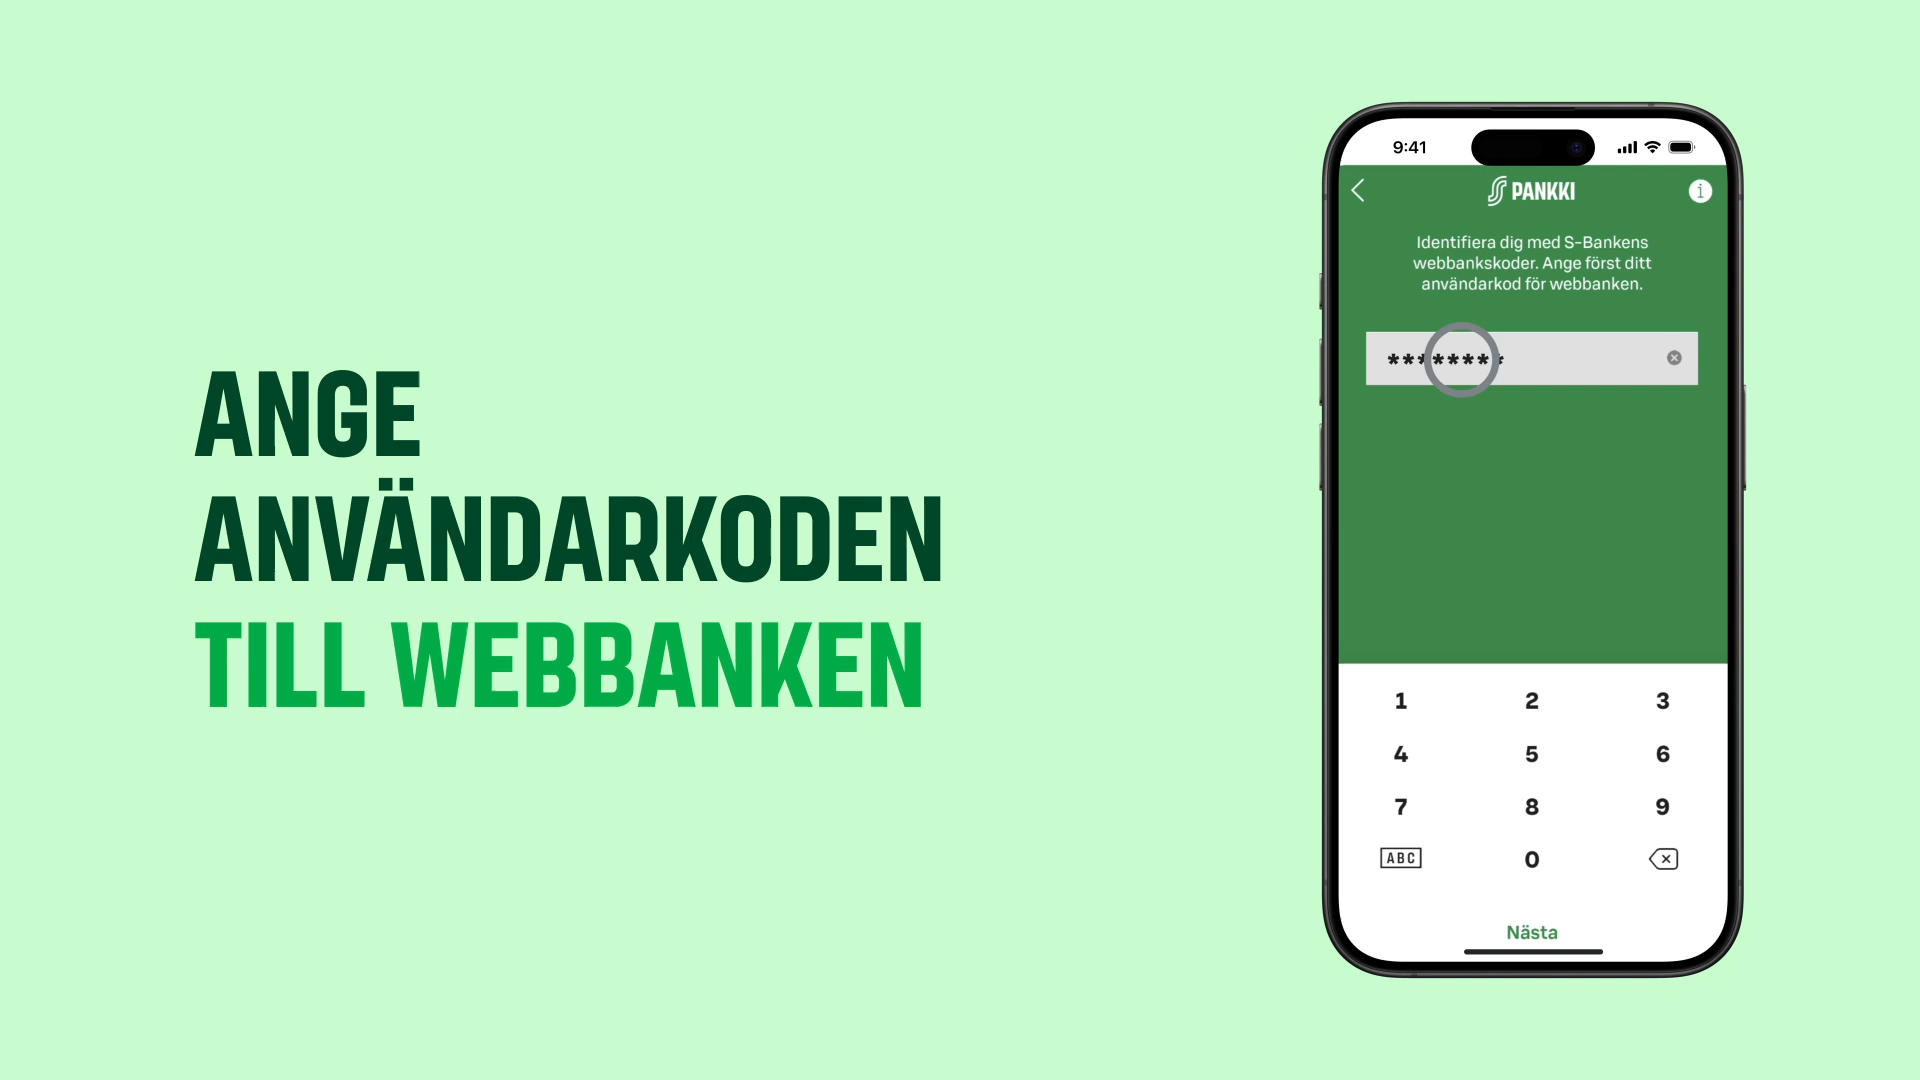 ANGE
ANVÄNDARKODEN
TILL WEBBANKEN
9:41
PANKKI
i
Identifiera dig med S-Bankens
webbankskoder. Ange först ditt
användarkod för webbanken.
********
1 2 3
4 5 6
7 8 9
ABC 0
Nästa